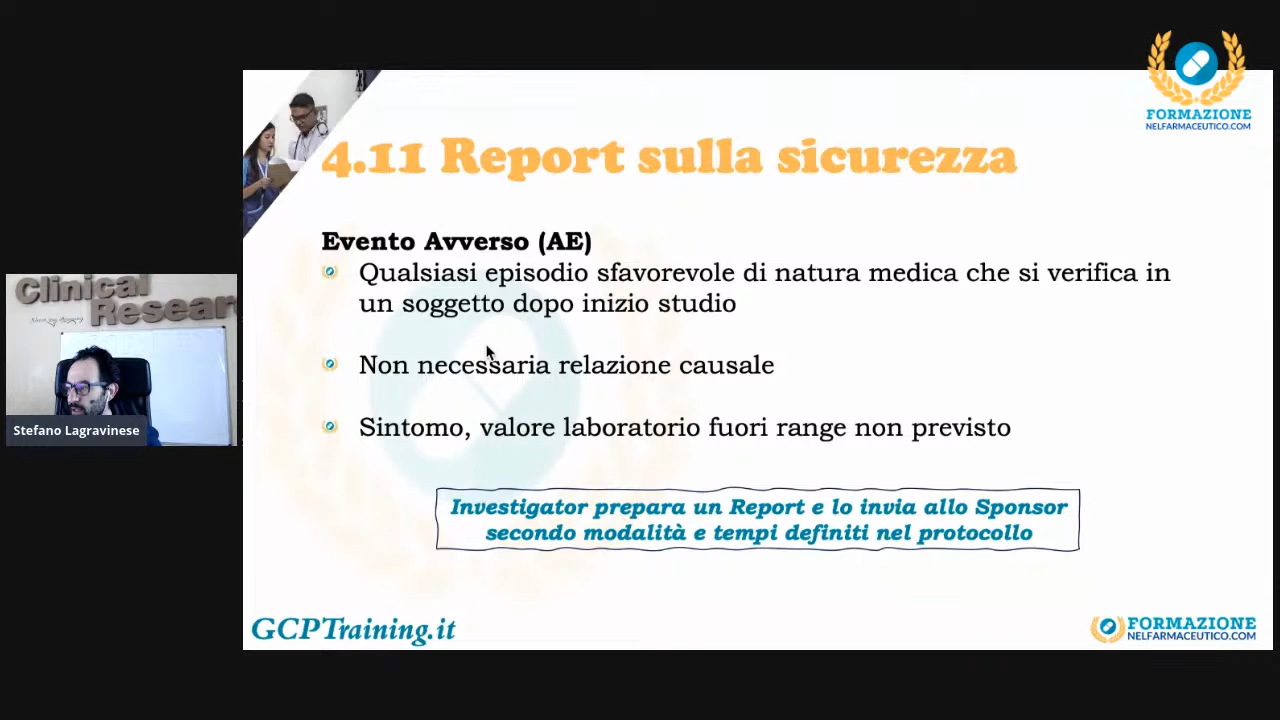 FORMAZIONE
NELFARMACEUTICO.COM
4.11 Report sulla sicurezza
Evento Avverso (AE)
Qualsiasi episodio sfavorevole di natura medica che si verifica in
un soggetto dopo inizio studio
Non necessaria relazione causale
Sintomo, valore laboratorio fuori range non previsto
Investigator prepara un Report e lo invia allo Sponsor
secondo modalità e tempi definiti nel protocollo
Clinical
Resear
Stefano Lagravinese
GCPTraining.it
FORMAZIONE
NELFARMACEUTICO.COM